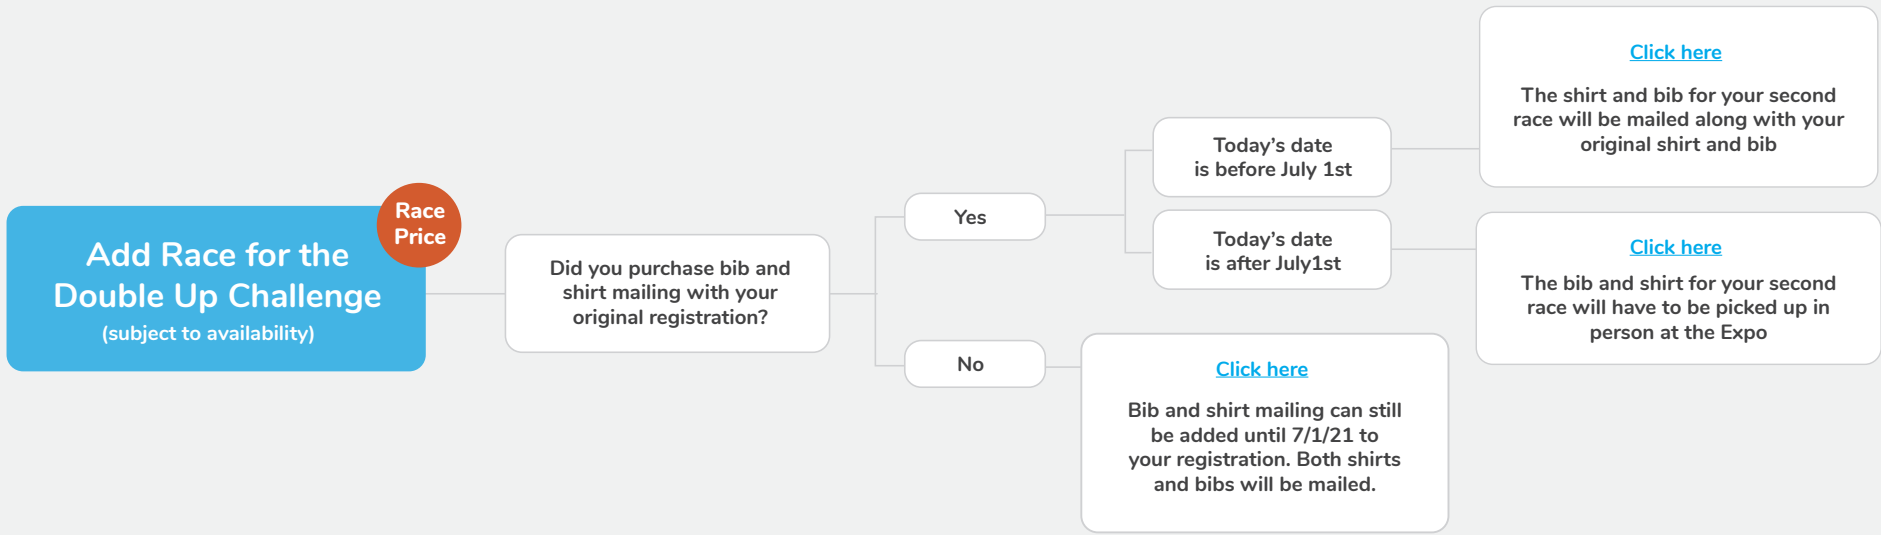 Race
Price
Add Race for the
Double Up Challenge
(subject to availability)
Did you purchase bib and
shirt mailing with your
original registration?
Yes
Today’s date
is before July 1st
Click here
The shirt and bib for your second
race will be mailed along with your
original shirt and bib
Today’s date
is after July1st
Click here
The bib and shirt for your second
race will have to be picked up in
person at the Expo
No
Click here
Bib and shirt mailing can still
be added until 7/1/21 to
your registration. Both shirts
and bibs will be mailed.